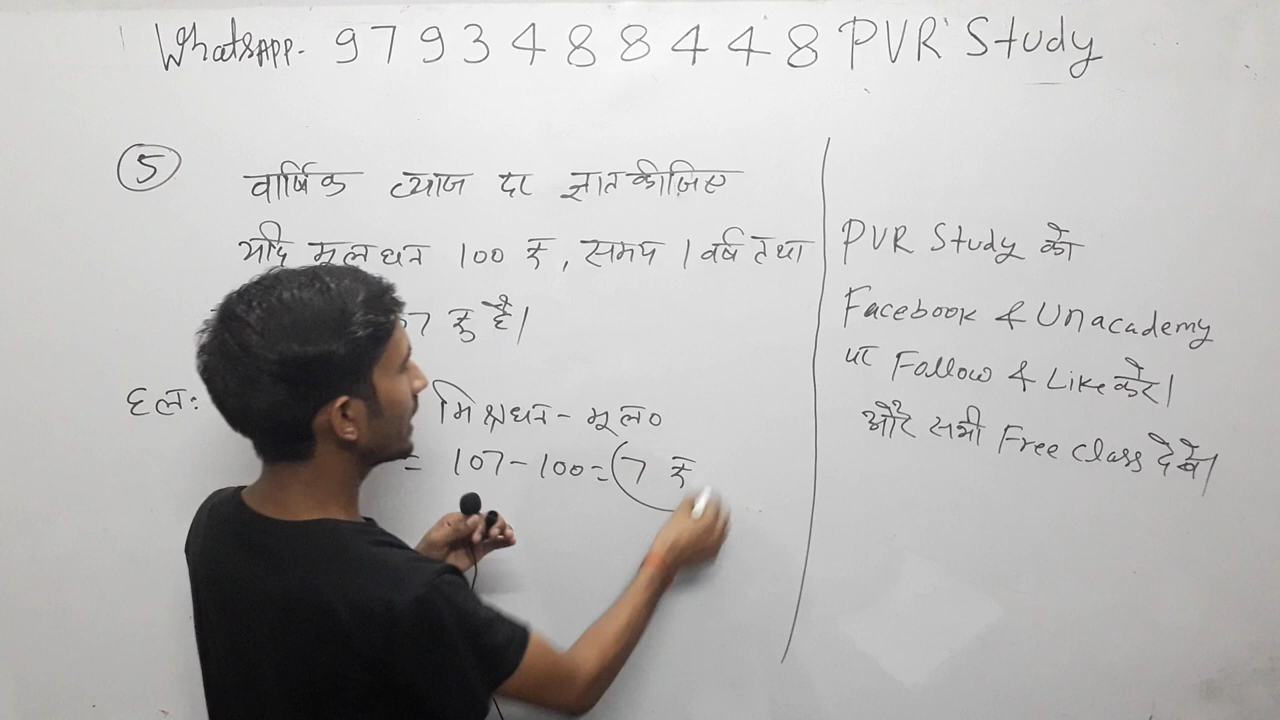 WhatsAPP- 9793488448 PVR Study
5
वार्षिक ब्याज दर ज्ञात कीजिए
यदि मूलधन 100 रु, समय 1 वर्ष तथा
7 रु है।
हल:
मिश्रधन - मूल०
= 107 - 100 = 7 रु
PVR Study को
Facebook & Unacademy
पर Follow & Like करे।
और सभी Free Class देखे।